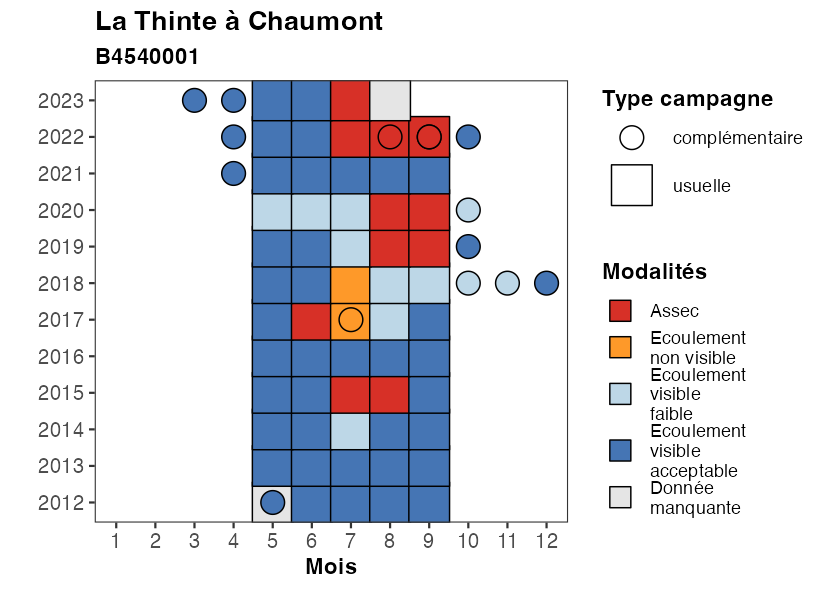 La Thinte à Chaumont
B4540001
2023
2022
2021
2020
2019
2018
2017
2016
2015
2014
2013
2012
1 2 3 4 5 6 7 8 9 10 11 12
Mois
Type campagne
complémentaire
usuelle
Modalités
Assec
Ecoulement
non visible
Ecoulement
visible
faible
Ecoulement
visible
acceptable
Donnée
manquante